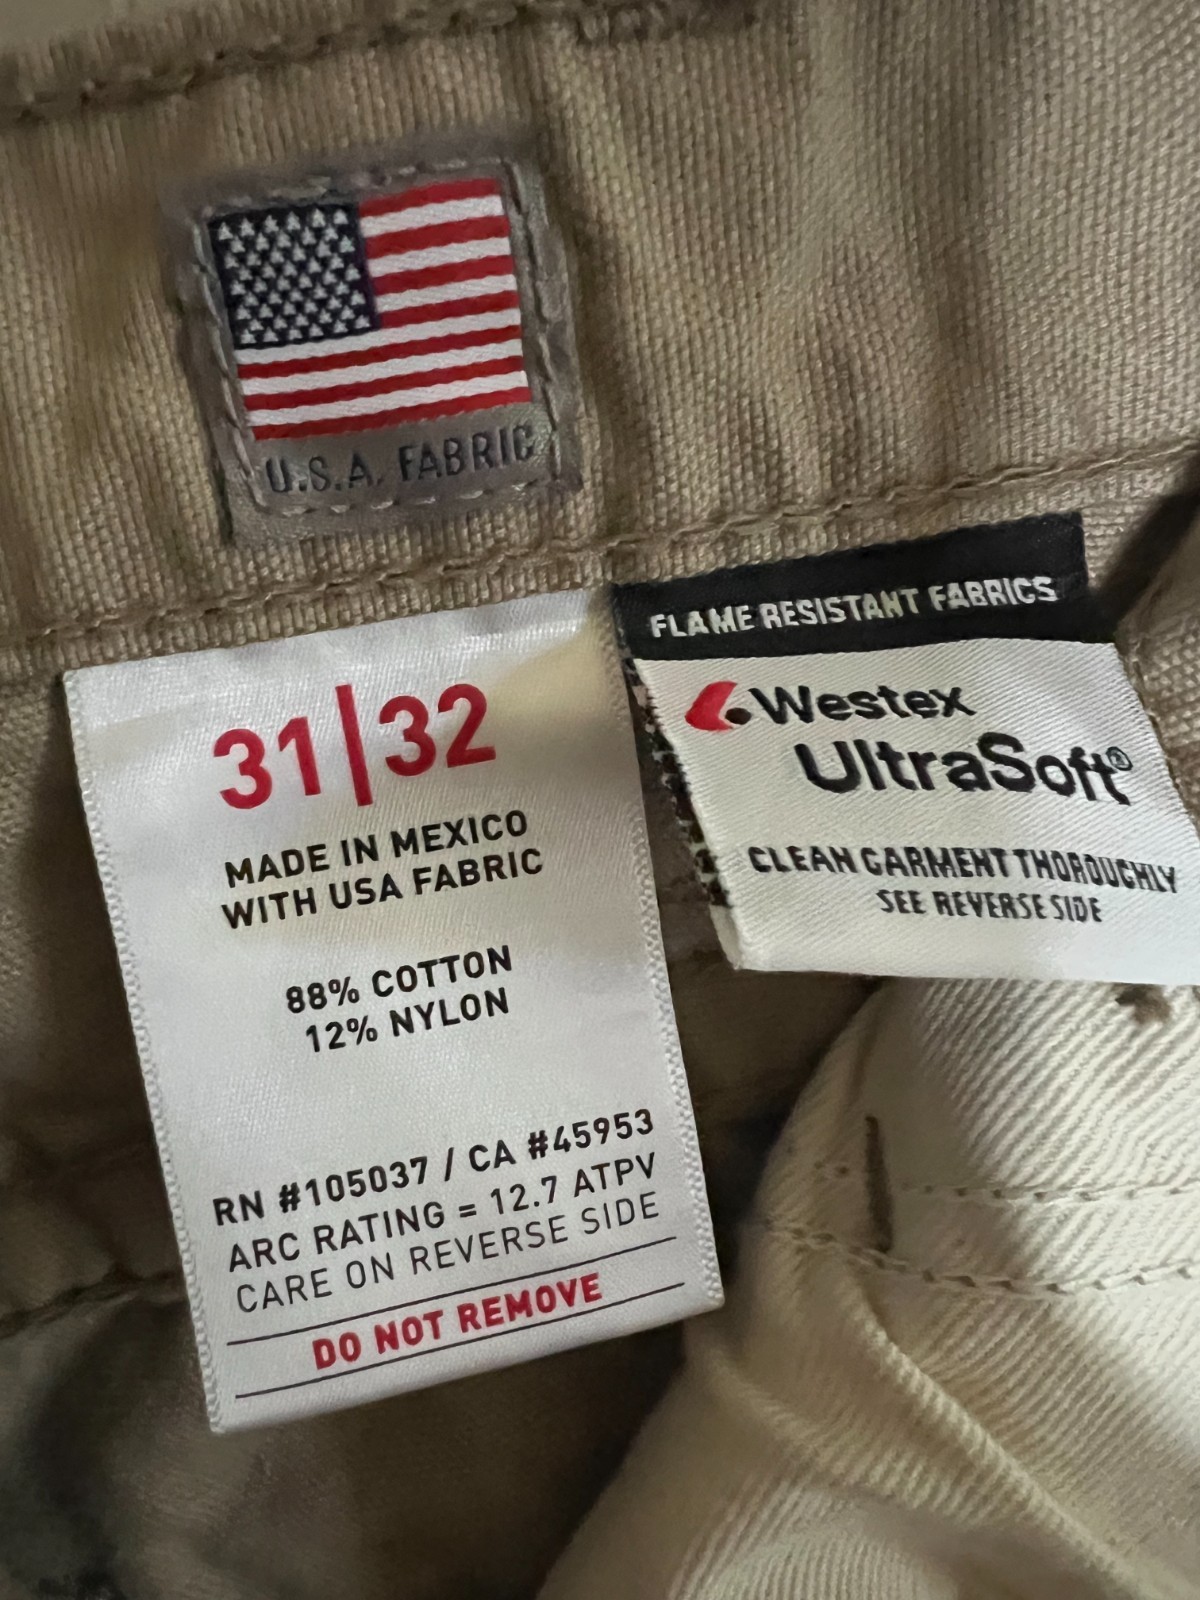 U.S.A. FABRIC
FLAME RESISTANT FABRICS
Westex
UltraSoft®
CLEAN GARMENT THOROUGHLY
SEE REVERSE SIDE
31|32
MADE IN MEXICO
WITH USA FABRIC
88% COTTON
12% NYLON
RN #105037 / CA #45953
ARC RATING = 12.7 ATPV
CARE ON REVERSE SIDE
DO NOT REMOVE